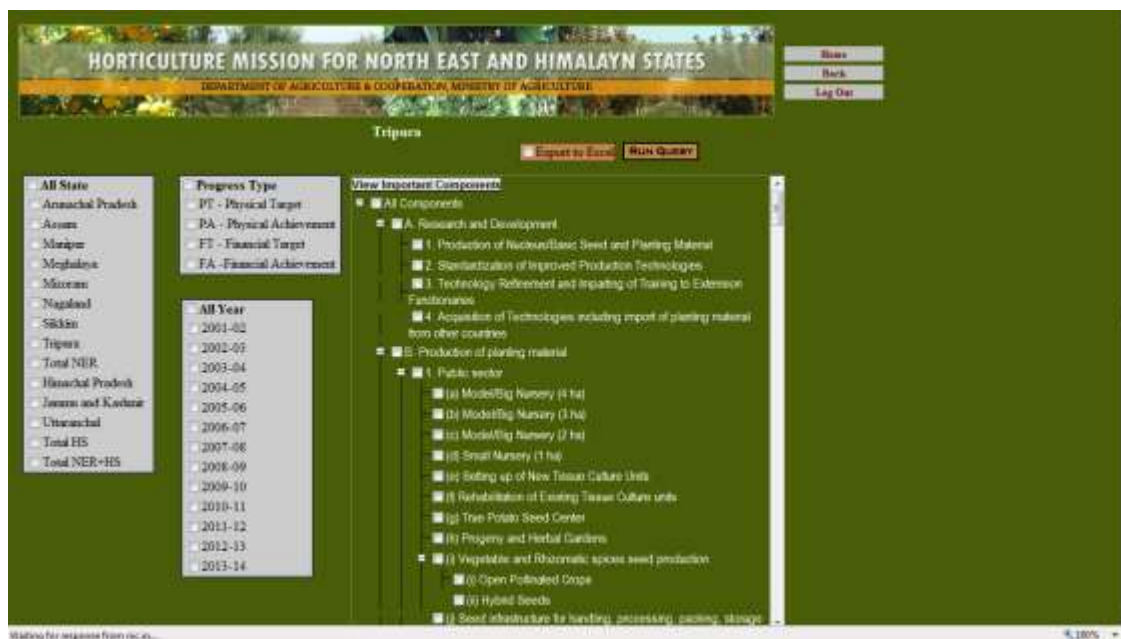 HORTICULTURE MISSION FOR NORTH EAST AND HIMALAYN STATES
DEPARTMENT OF AGRICULTURE & COOPERATION, MINISTRY OF AGRICULTURE
Home
Back
Log Out
Tripura
Export to Excel
RUN QUERY
All State
Arunachal Pradesh
Assam
Manipur
Meghalaya
Mizoram
Nagaland
Sikkim
Tripura
Total NER
Himachal Pradesh
Jammu and Kashmir
Uttaranchal
Total HS
Total NER+HS
Progress Type
PT - Physical Target
PA - Physical Achievement
FT - Financial Target
FA -Financial Achievement
All Year
2001-02
2002-03
2003-04
2004-05
2005-06
2006-07
2007-08
2008-09
2009-10
2010-11
2011-12
2012-13
2013-14
View Important Components
All Components
A. Research and Development
1. Production of Nucleus/Basic Seed and Planting Material
2. Standardization of Improved Production Technologies
3. Technology Refinement and Imparting of Training to Extension
Functionaries
4. Acquisition of Technologies including import of planting material
from other countries
B. Production of planting material
1. Public sector
(a) Model/Big Nursery (4 ha)
(b) Model/Big Nursery (3 ha)
(c) Model/Big Nursery (2 ha)
(d) Small Nursery (1 ha)
(e) Setting up of New Tissue Culture Units
(f) Rehabilitation of Existing Tissue Culture units
(g) True Potato Seed Center
(h) Progeny and Herbal Gardens
(i) Vegetable and Rhizomatic spices seed production
(i) Open Pollinated Crops
(ii) Hybrid Seeds
(j) Seed infrastructure for handling, processing, packing, storage
Waiting for response from nic.in...
100%